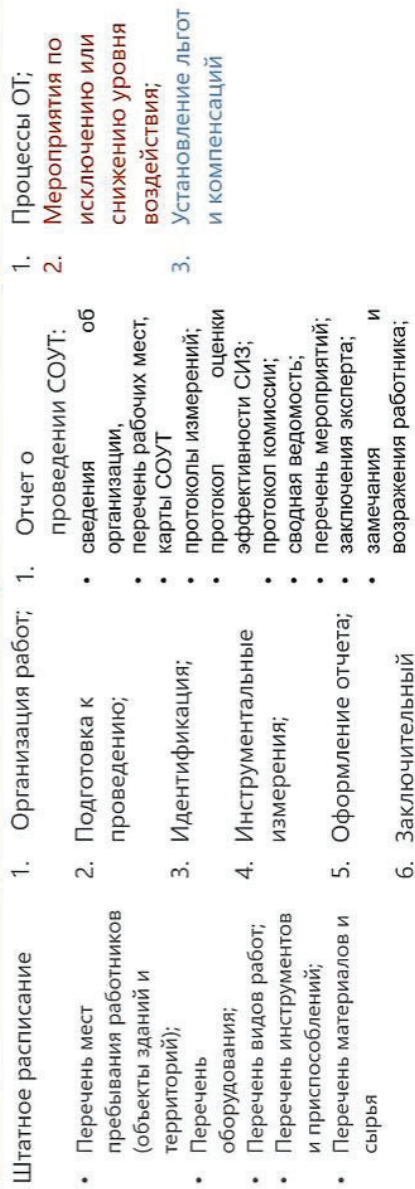 Штатное расписание
• Перечень мест
пребывания работников
(объекты зданий и
территорий);
• Перечень
оборудования;
• Перечень видов работ;
• Перечень инструментов
и приспособлений;
• Перечень материалов и
сырья
1. Организация работ;
2. Подготовка к
проведению;
3. Идентификация;
4. Инструментальные
измерения;
5. Оформление отчета;
6. Заключительный
1. Отчет о
проведении СОУТ:
• сведения об
организации,
• перечень рабочих мест,
карты СОУТ
• протоколы измерений;
• протокол оценки
эффективности СИЗ;
• протокол комиссии;
• сводная ведомость;
• перечень мероприятий;
• заключения эксперта;
• замечания и
возражения работника;
1. Процессы ОТ;
2. Мероприятия по
исключению или
снижению уровня
воздействия;
3. Установление льгот
и компенсаций